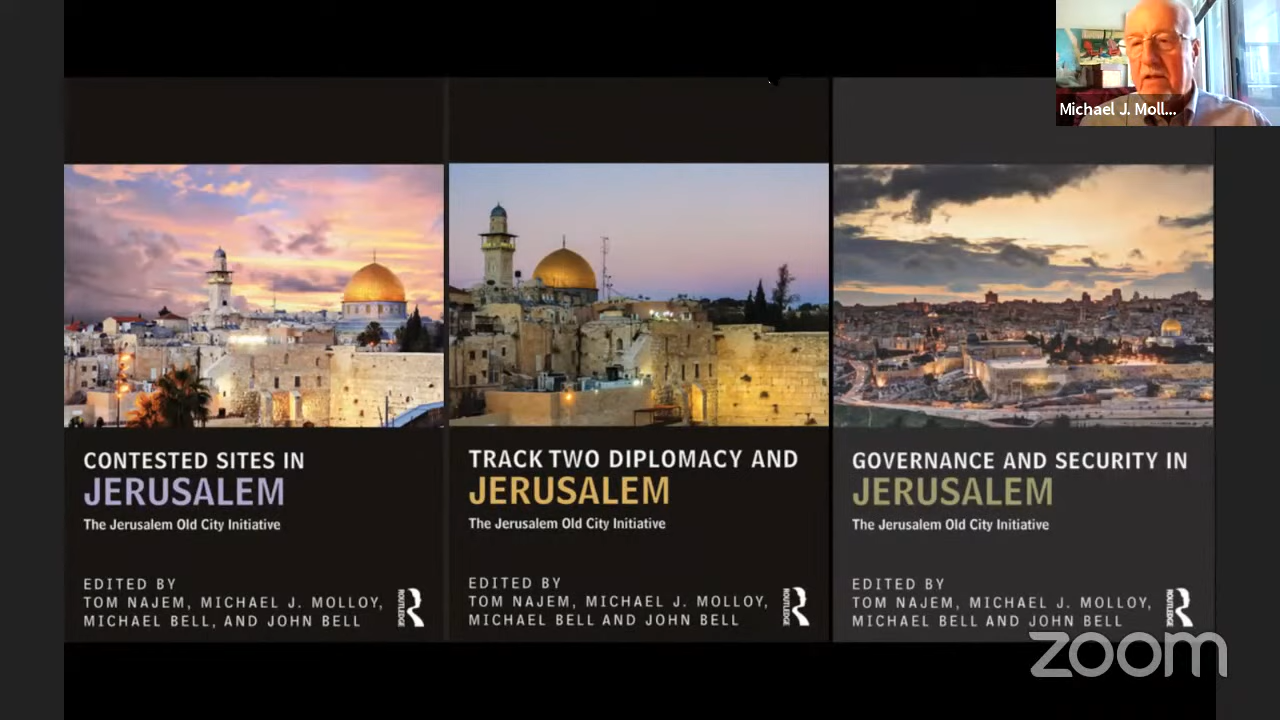 Michael J. Moll...
CONTESTED SITES IN
JERUSALEM
The Jerusalem Old City Initiative
EDITED BY
TOM NAJEM, MICHAEL J. MOLLOY,
MICHAEL BELL, AND JOHN BELL
ROUTLEDGE
TRACK TWO DIPLOMACY AND
JERUSALEM
The Jerusalem Old City Initiative
EDITED BY
TOM NAJEM, MICHAEL J. MOLLOY,
MICHAEL BELL AND JOHN BELL
ROUTLEDGE
GOVERNANCE AND SECURITY IN
JERUSALEM
The Jerusalem Old City Initiative
EDITED BY
TOM NAJEM, MICHAEL J. MOLLOY,
MICHAEL BELL AND JOHN BELL
ROUTLEDGE
zoom